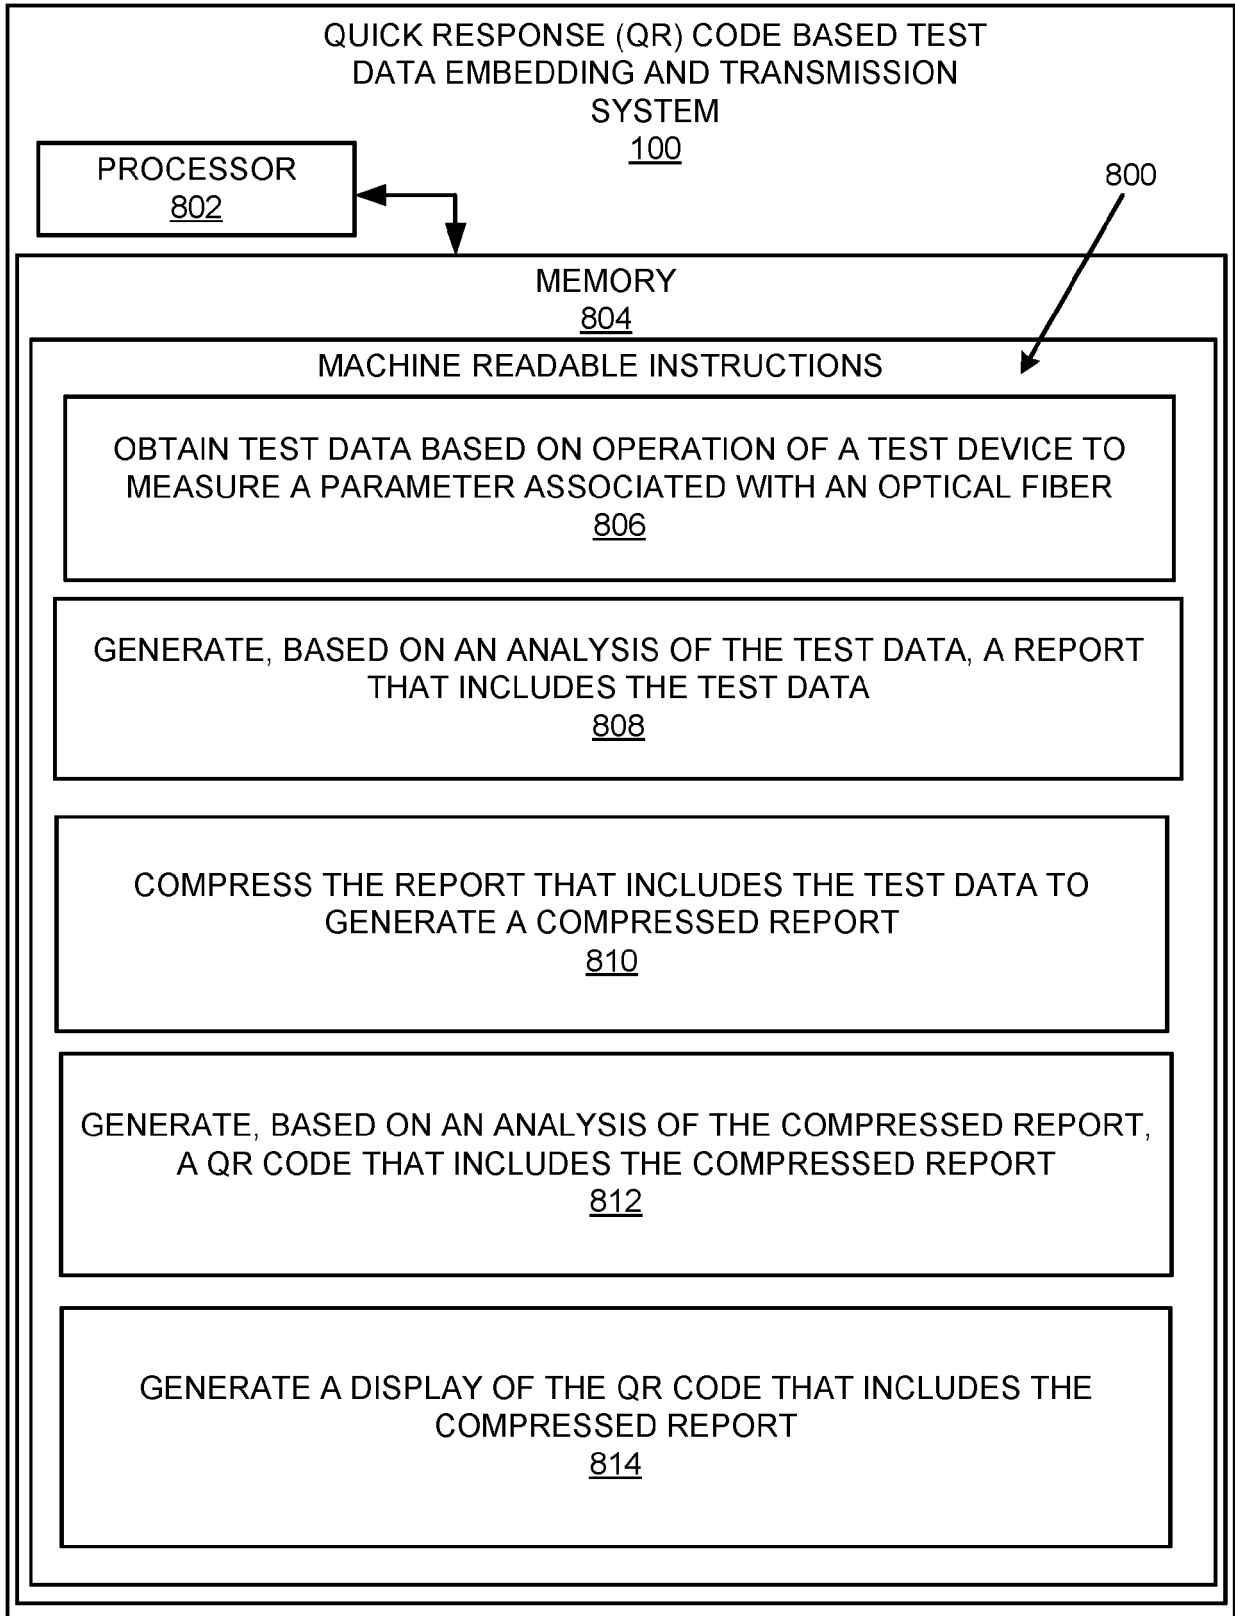 QUICK RESPONSE (QR) CODE BASED TEST
DATA EMBEDDING AND TRANSMISSION
SYSTEM
100
PROCESSOR
802
800
MEMORY
804
MACHINE READABLE INSTRUCTIONS
OBTAIN TEST DATA BASED ON OPERATION OF A TEST DEVICE TO
MEASURE A PARAMETER ASSOCIATED WITH AN OPTICAL FIBER
806
GENERATE, BASED ON AN ANALYSIS OF THE TEST DATA, A REPORT
THAT INCLUDES THE TEST DATA
808
COMPRESS THE REPORT THAT INCLUDES THE TEST DATA TO
GENERATE A COMPRESSED REPORT
810
GENERATE, BASED ON AN ANALYSIS OF THE COMPRESSED REPORT,
A QR CODE THAT INCLUDES THE COMPRESSED REPORT
812
GENERATE A DISPLAY OF THE QR CODE THAT INCLUDES THE
COMPRESSED REPORT
814